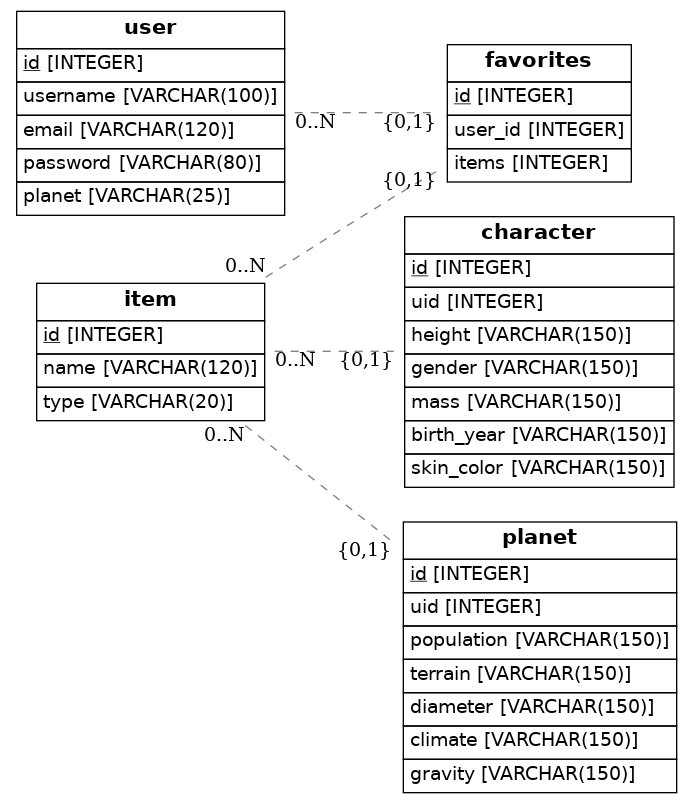 user
id [INTEGER]
username [VARCHAR(100)]
email [VARCHAR(120)]
password [VARCHAR(80)]
planet [VARCHAR(25)]
0..N
{0,1}
favorites
id [INTEGER]
user_id [INTEGER]
items [INTEGER]
{0,1}
0..N
item
id [INTEGER]
name [VARCHAR(120)]
type [VARCHAR(20)]
0..N
{0,1}
character
id [INTEGER]
uid [INTEGER]
height [VARCHAR(150)]
gender [VARCHAR(150)]
mass [VARCHAR(150)]
birth_year [VARCHAR(150)]
skin_color [VARCHAR(150)]
0..N
{0,1}
planet
id [INTEGER]
uid [INTEGER]
population [VARCHAR(150)]
terrain [VARCHAR(150)]
diameter [VARCHAR(150)]
climate [VARCHAR(150)]
gravity [VARCHAR(150)]